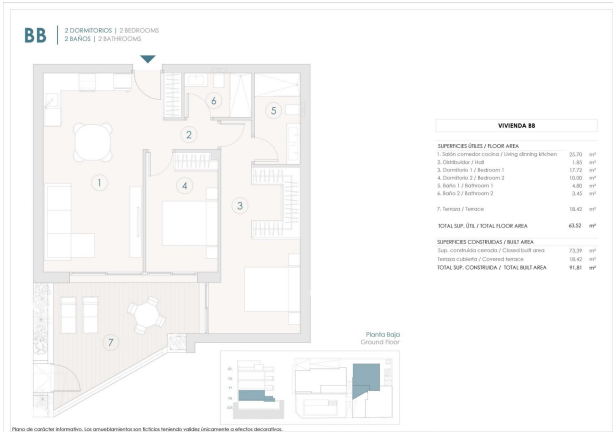 BB
2 DORMITORIOS | 2 BEDROOMS
2 BAÑOS | 2 BATHROOMS
6
5
2
1
4
3
7
VIVIENDA BB
SUPERFICIES ÚTILES / FLOOR AREA
1. Salón comedor cocina / Living dinning kitchen 25,70 m²
2. Distribuidor / Hall 1,85 m²
3. Dormitorio 1 / Bedroom 1 17,72 m²
4. Dormitorio 2 / Bedroom 2 10,00 m²
5. Baño 1 / Bathroom 1 4,80 m²
6. Baño 2 / Bathroom 2 3,45 m²
7. Terraza / Terrace 18,42 m²
TOTAL SUP. ÚTIL / TOTAL FLOOR AREA 63,52 m²
SUPERFICIES CONSTRUIDAS / BUILT AREA
Sup. construida cerrada / Closed built area 73,39 m²
Terraza cubierta / Covered terrace 18,42 m²
TOTAL SUP. CONSTRUIDA / TOTAL BUILT AREA 91,81 m²
Planta Baja
Ground Floor
Plano de carácter informativo. Los amueblamientos son ficticios teniendo validez únicamente a efectos decorativos.